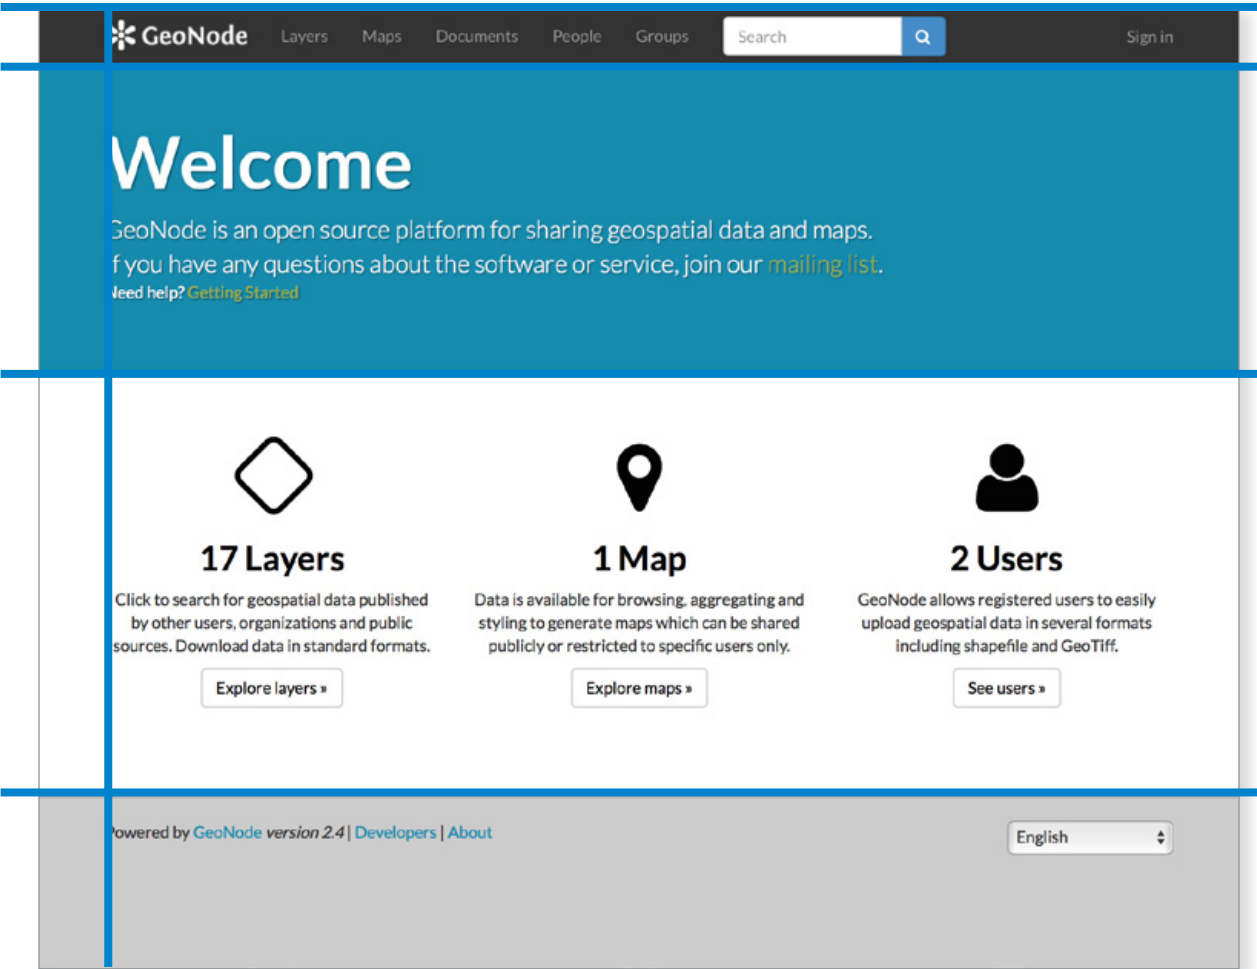 GeoNode Layers Maps Documents People Groups Search Sign in
Welcome
GeoNode is an open source platform for sharing geospatial data and maps.
If you have any questions about the software or service, join our mailing list.
Need help? Getting Started
17 Layers
Click to search for geospatial data published
by other users, organizations and public
sources. Download data in standard formats.
Explore layers »
1 Map
Data is available for browsing, aggregating and
styling to generate maps which can be shared
publicly or restricted to specific users only.
Explore maps »
2 Users
GeoNode allows registered users to easily
upload geospatial data in several formats
including shapefile and GeoTiff.
See users »
Powered by GeoNode version 2.4 | Developers | About
English